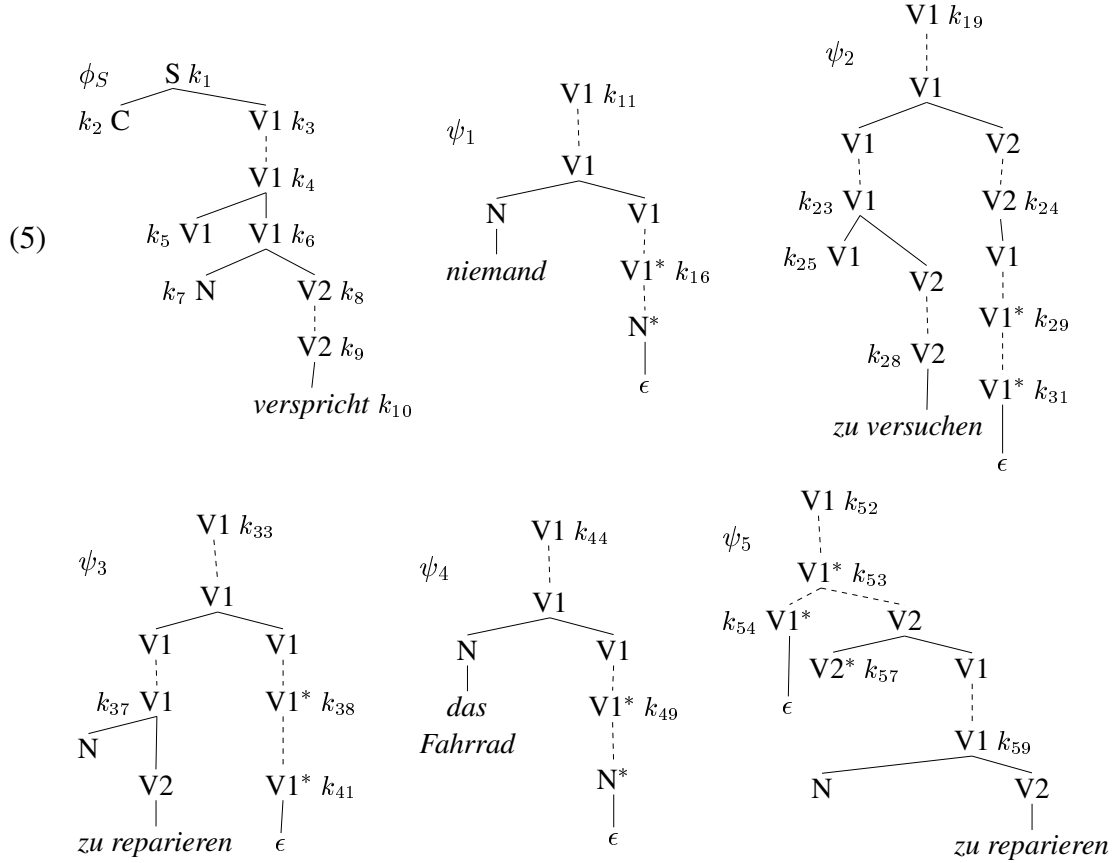 V1 k₁₉
ϕ_S S k₁ ψ₂
V1 k₁₁ V1
k₂ C V1 k₃ ψ₁
V1 V1 V2
V1 k₄
(5) k₅ V1 V1 k₆ N V1 k₂₃ V1 V2 k₂₄
niemand V1* k₁₆ k₂₅ V1 V2 V1
k₇ N V2 k₈
V2 k₉ N* k₂₈ V2 V1* k₂₉
verspricht k₁₀ ϵ V1* k₃₁
zu versuchen
ϵ
V1 k₃₃ V1 k₄₄ V1 k₅₂
ψ₃ ψ₄ ψ₅
V1 V1 V1* k₅₃
V1 V1 N V1 k₅₄ V1* V2
k₃₇ V1 V1* k₃₈ das V1* k₄₉ V2* k₅₇ V1
N Fahrrad ϵ
V2 V1* k₄₁ N* V1 k₅₉
N V2
zu reparieren ϵ ϵ zu reparieren